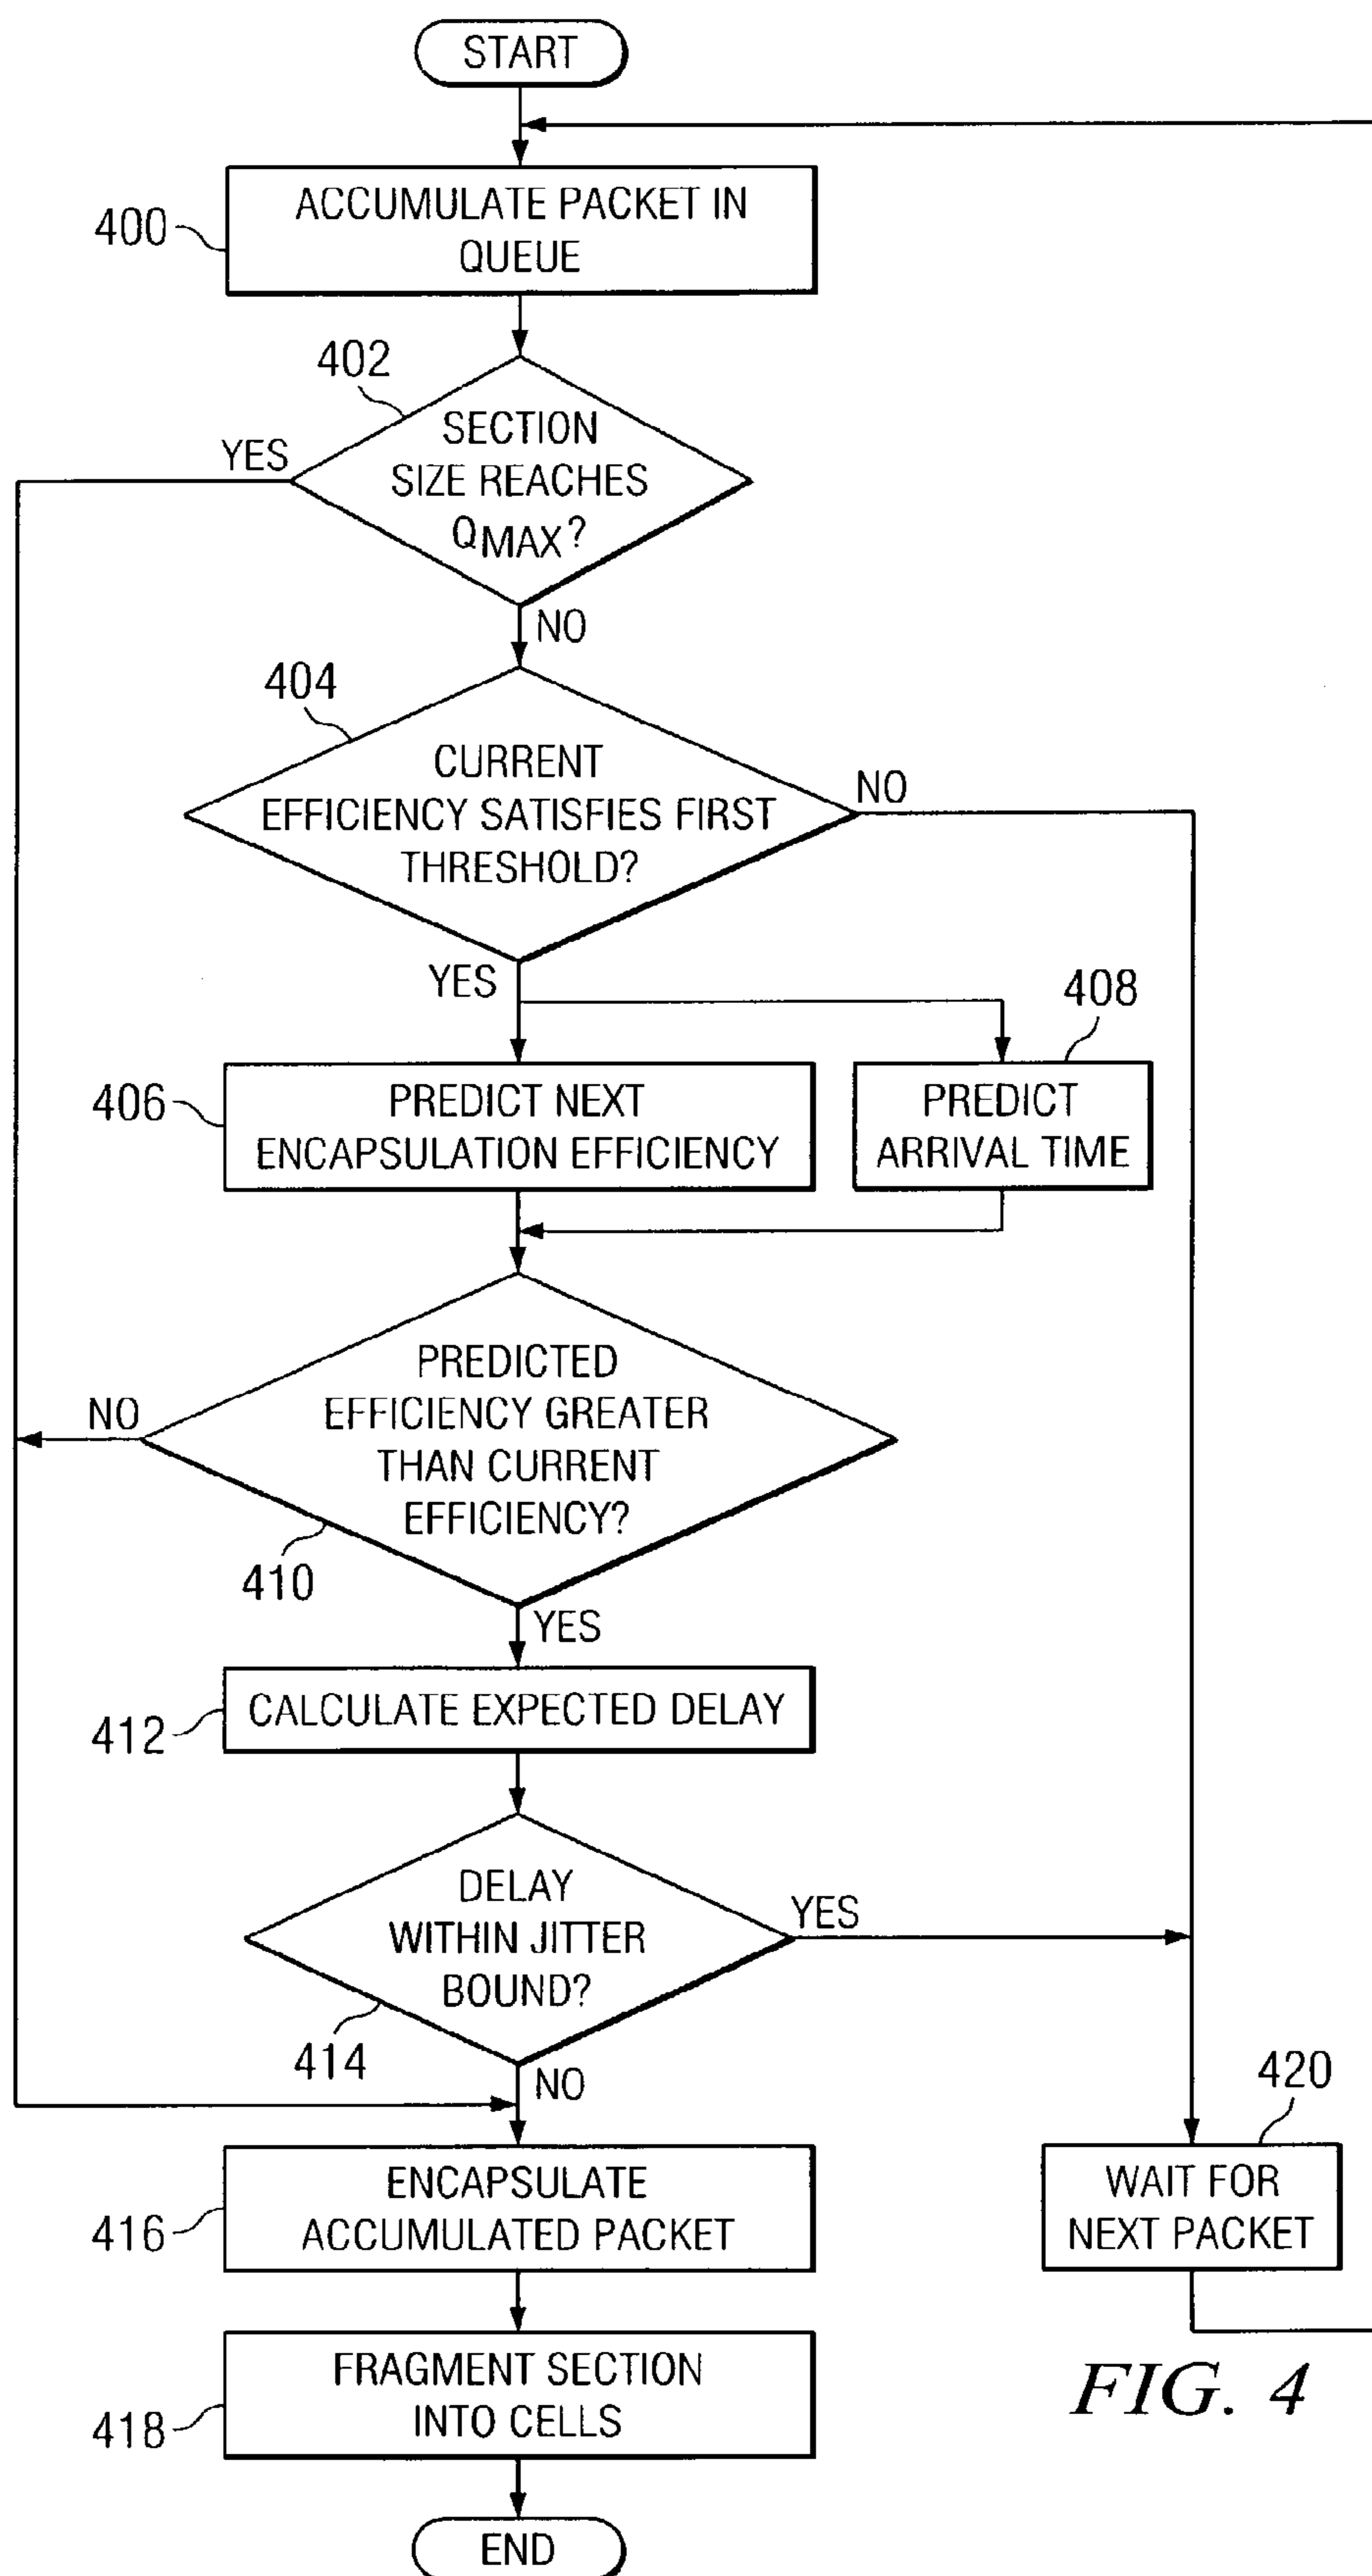 START
ACCUMULATE PACKET IN
QUEUE
400
402
SECTION
SIZE REACHES
QMAX?
YES
NO
404
CURRENT
EFFICIENCY SATISFIES FIRST
THRESHOLD?
NO
YES
408
406
PREDICT NEXT
ENCAPSULATION EFFICIENCY
PREDICT
ARRIVAL TIME
PREDICTED
EFFICIENCY GREATER
THAN CURRENT
EFFICIENCY?
NO
410
YES
412
CALCULATE EXPECTED DELAY
DELAY
WITHIN JITTER
BOUND?
YES
414
NO
420
416
ENCAPSULATE
ACCUMULATED PACKET
WAIT FOR
NEXT PACKET
418
FRAGMENT SECTION
INTO CELLS
FIG. 4
END